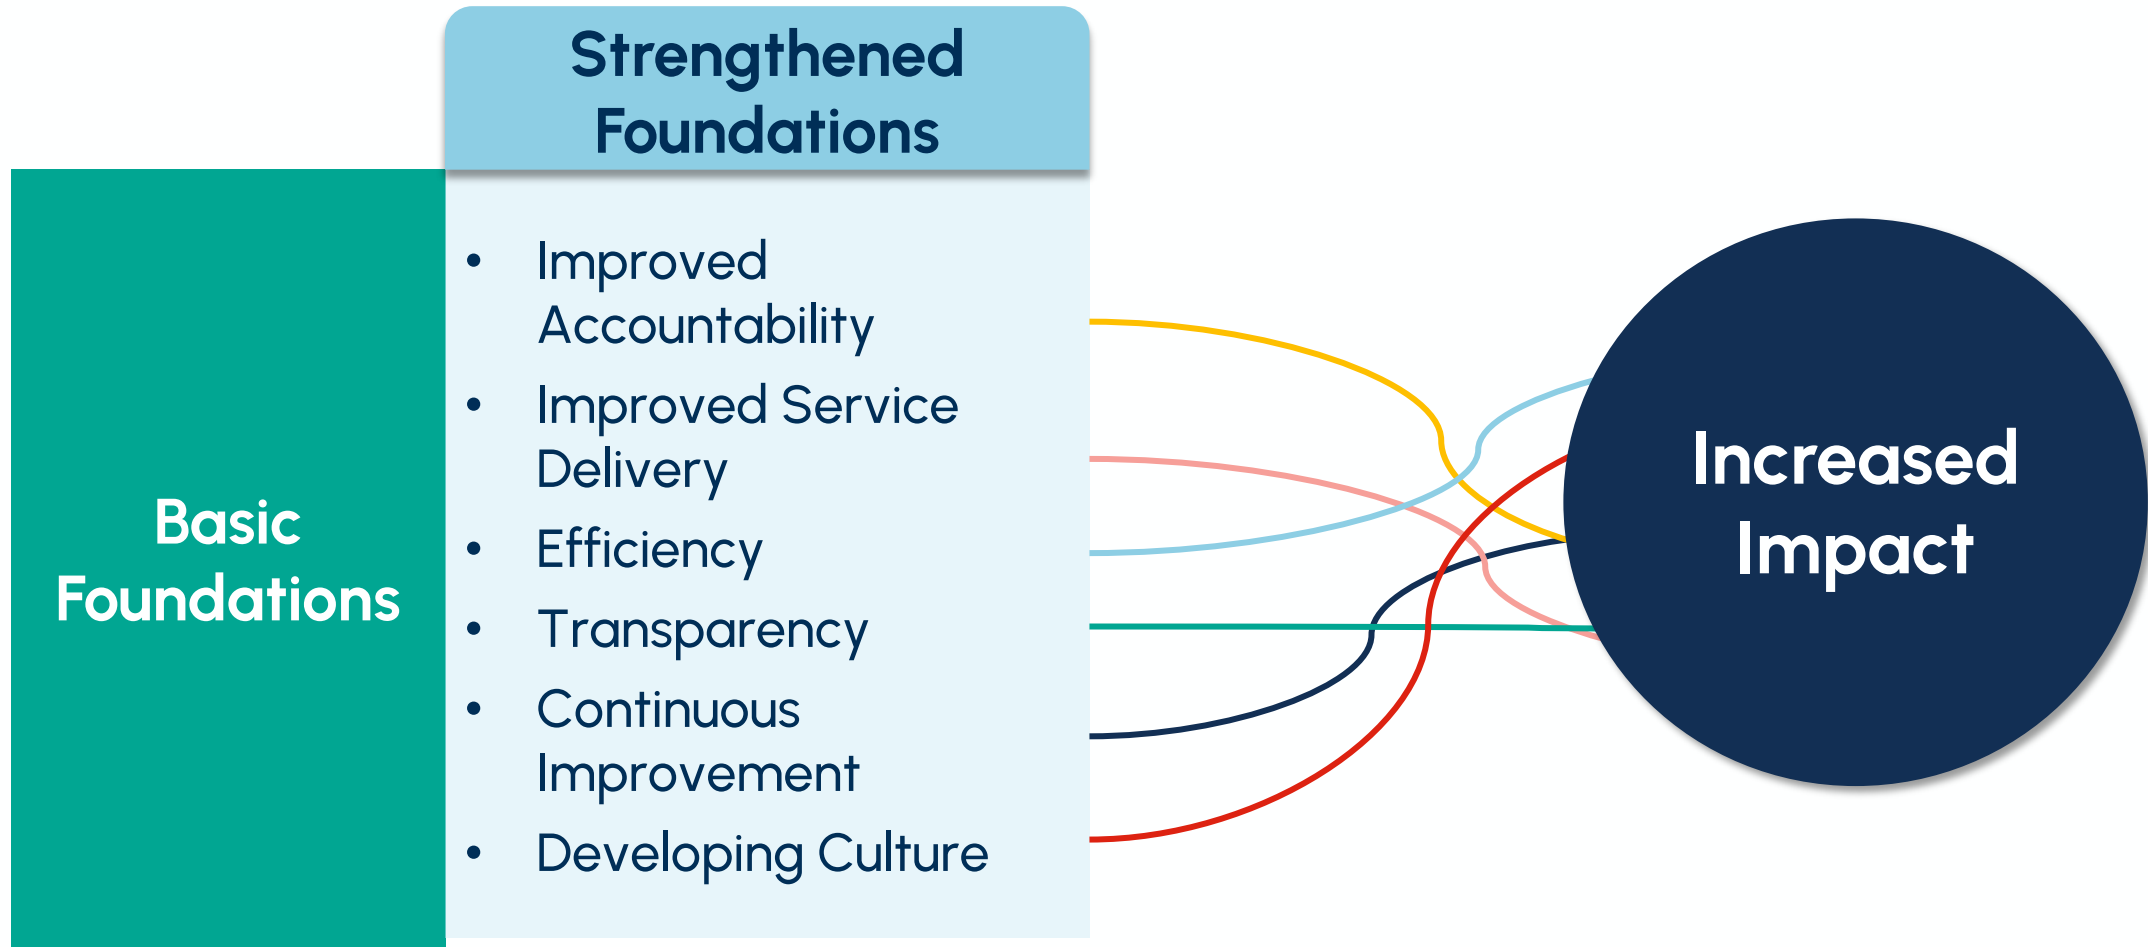 Strengthened
Foundations
Basic
Foundations
• Improved
Accountability
• Improved Service
Delivery
• Efficiency
• Transparency
• Continuous
Improvement
• Developing Culture
Increased
Impact